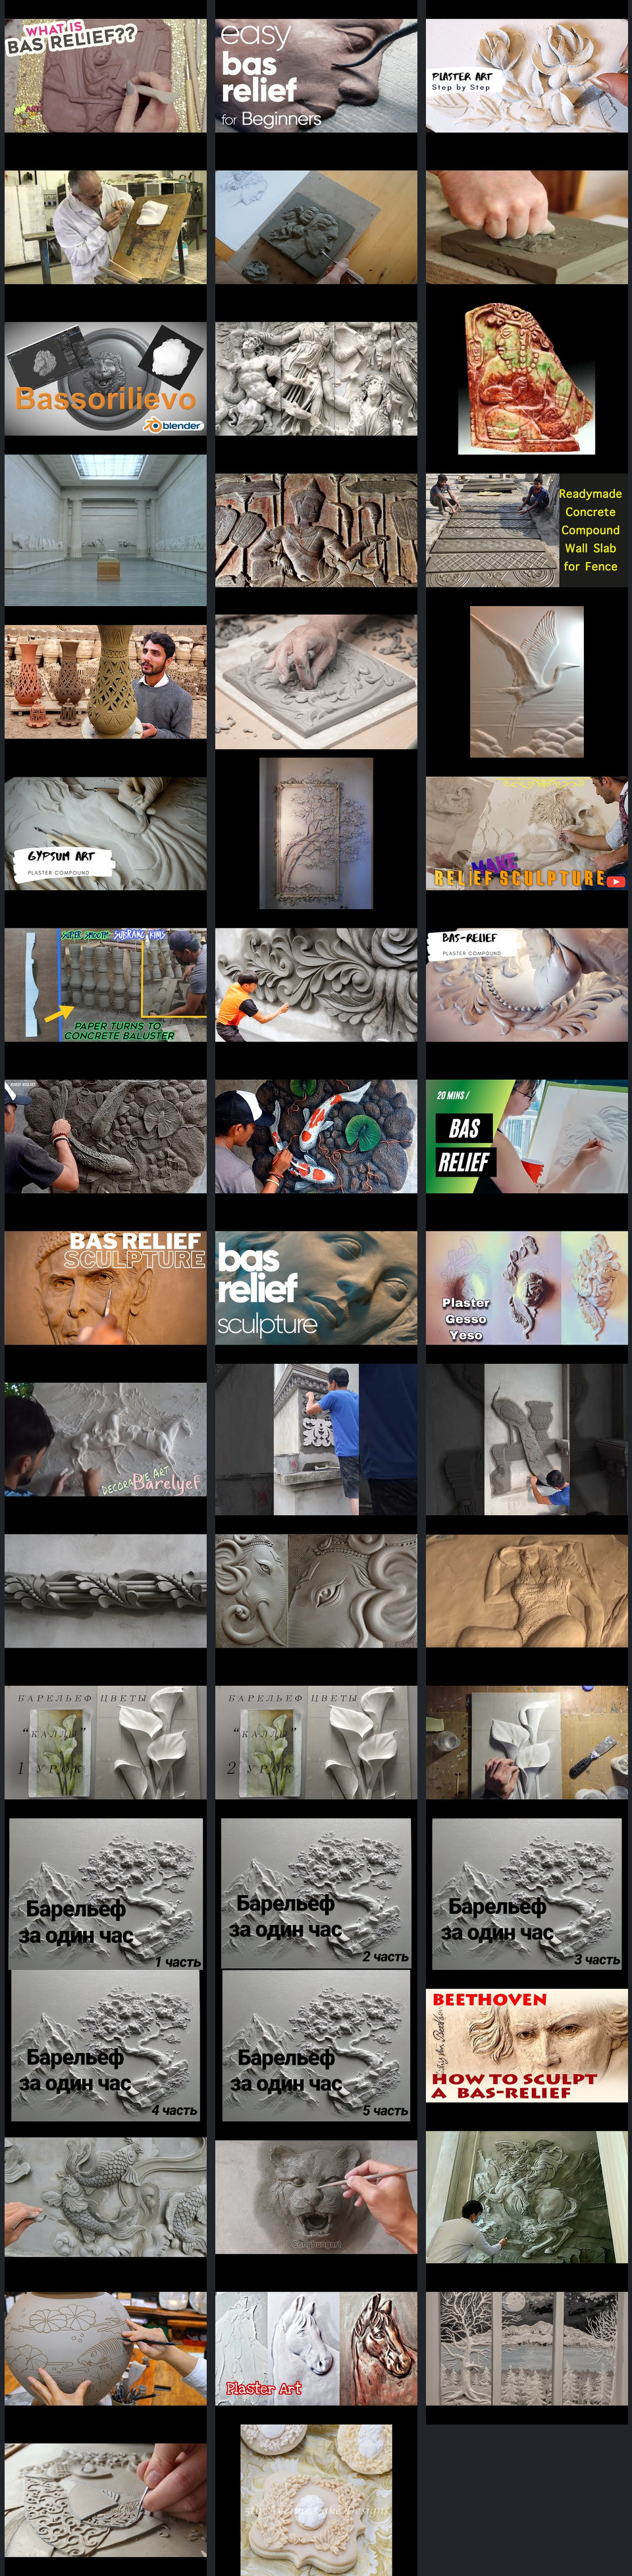 WHAT IS
BAS RELIEF??
easy
bas
relief
for Beginners
PLASTER ART
Step by Step
Bassorilievo
blender
Readymade
Concrete
Compound
Wall Slab
for Fence
GYPSUM ART
PLASTER COMPOUND
MAKE
RELIEF SCULPTURE
SUPER SMOOTH
SUBRANG KINIS
PAPER TURNS TO
CONCRETE BALUSTER
BAS-RELIEF
PLASTER COMPOUND
20 MINS /
BAS
RELIEF
BAS RELIEF
SCULPTURE
bas
relief
sculpture
Plaster
Gesso
Yeso
DECORATIVE ART
Barelyef
БАРЕЛЬЕФ ЦВЕТЫ
“КАЛЛЫ”
1 УРОК
БАРЕЛЬЕФ ЦВЕТЫ
“КАЛЛЫ”
2 УРОК
Барельеф
за один час
1 часть
Барельеф
за один час
2 часть
Барельеф
за один час
3 часть
Барельеф
за один час
4 часть
Барельеф
за один час
5 часть
BEETHOVEN
HOW TO SCULPT
A BAS-RELIEF
Plaster Art